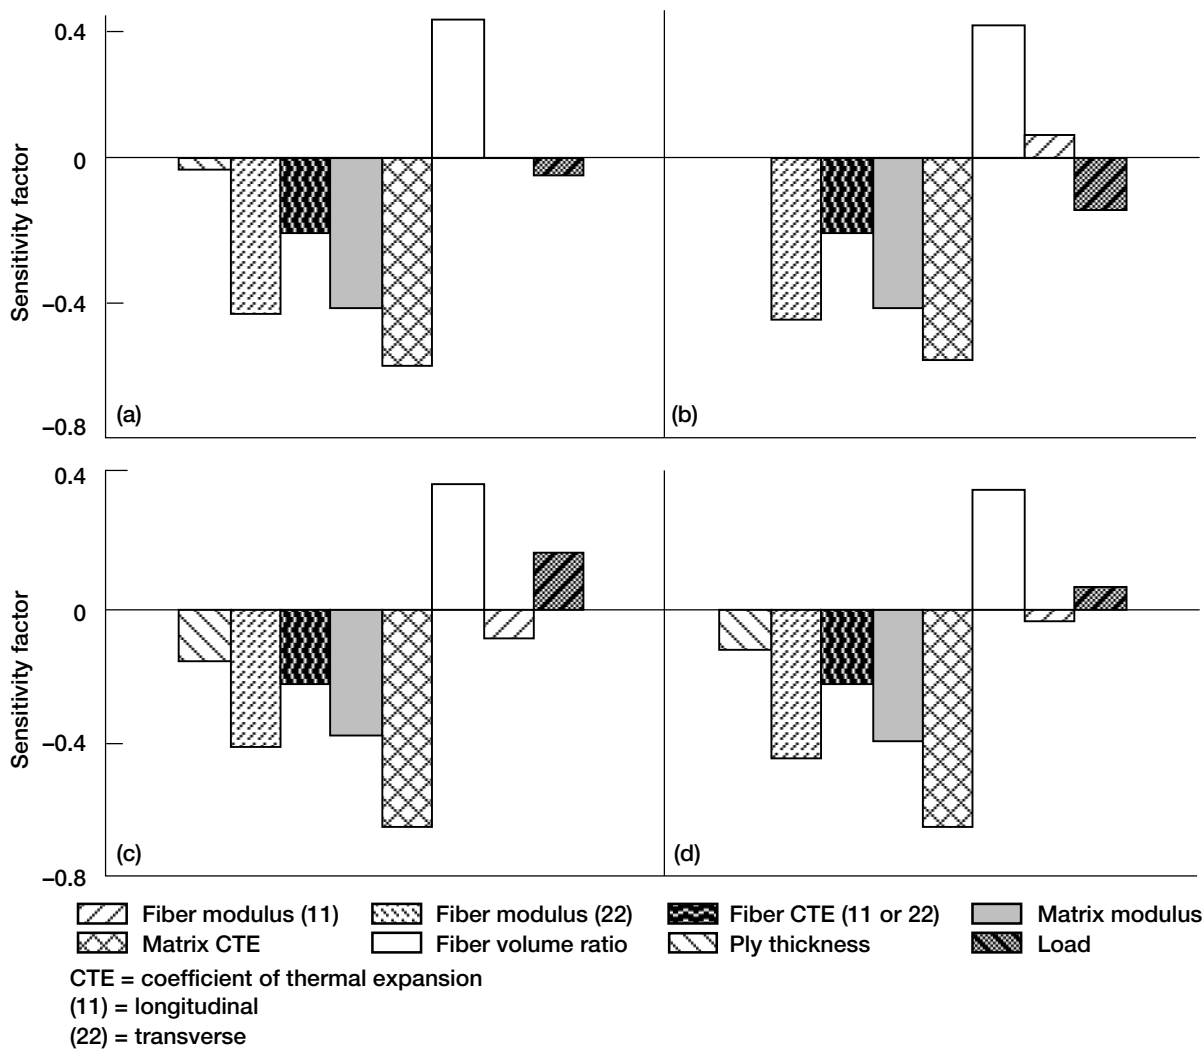 0.4
0
−0.4
−0.8
Sensitivity factor
(a)
(b)
0.4
0
−0.4
−0.8
Sensitivity factor
(c)
(d)
Fiber modulus (11) Fiber modulus (22) Fiber CTE (11 or 22) Matrix modulus
Matrix CTE Fiber volume ratio Ply thickness Load
CTE = coefficient of thermal expansion
(11) = longitudinal
(22) = transverse